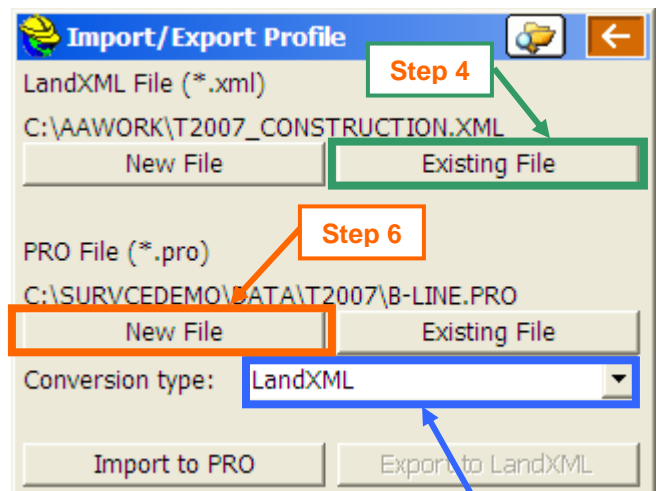 Import/Export Profile
Step 4
LandXML File (*.xml)
C:\AAWORK\T2007_CONSTRUCTION.XML
New File Existing File
Step 6
PRO File (*.pro)
C:\SURVCEDEMO\DATA\T2007\B-LINE.PRO
New File Existing File
Conversion type: LandXML
Import to PRO Export to LandXML